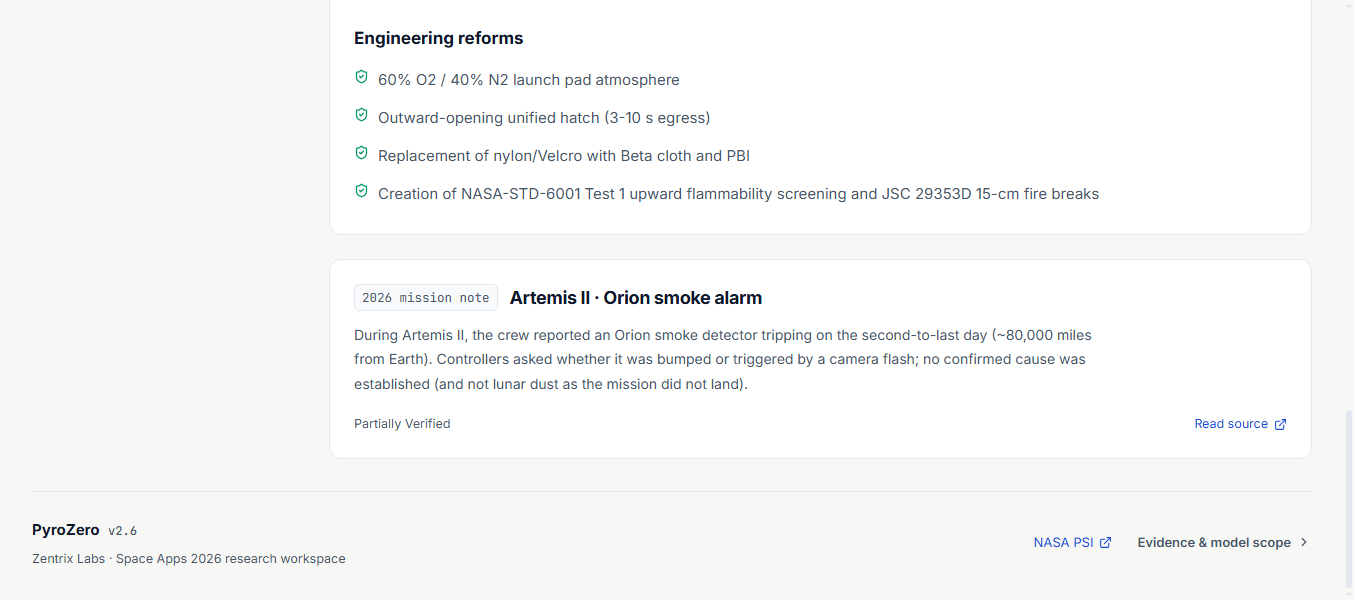 Engineering reforms
60% O2 / 40% N2 launch pad atmosphere
Outward-opening unified hatch (3-10 s egress)
Replacement of nylon/Velcro with Beta cloth and PBI
Creation of NASA-STD-6001 Test 1 upward flammability screening and JSC 29353D 15-cm fire breaks
2026 mission note Artemis II · Orion smoke alarm
During Artemis II, the crew reported an Orion smoke detector tripping on the second-to-last day (~80,000 miles
from Earth). Controllers asked whether it was bumped or triggered by a camera flash; no confirmed cause was
established (and not lunar dust as the mission did not land).
Partially Verified Read source
PyroZero v2.6
NASA PSI Evidence & model scope
Zentrix Labs · Space Apps 2026 research workspace